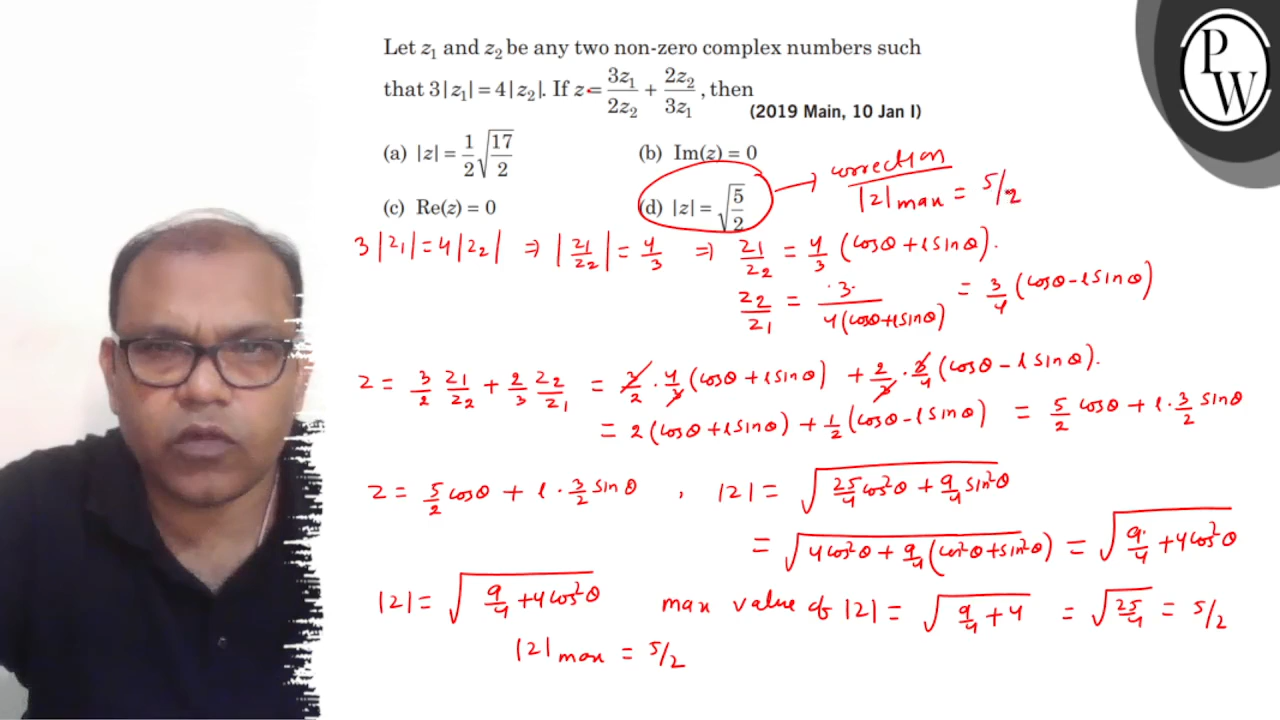 Let z₁ and z₂ be any two non-zero complex numbers such
that 3|z₁| = 4|z₂|. If z = 3z₁/2z₂ + 2z₂/3z₁, then
(2019 Main, 10 Jan I)
(a) |z| = 1/2 √(17/2) (b) Im(z) = 0
(c) Re(z) = 0 (d) |z| = √(5/2)
PW
correction
|z| max = 5/2
3|z₁| = 4|z₂| ⇒ |z₁/z₂| = 4/3 ⇒ z₁/z₂ = 4/3 (cosθ + i sinθ).
z₂/z₁ = 3/4(cosθ + i sinθ) = 3/4 (cosθ - i sinθ)
z = 3/2 z₁/z₂ + 2/3 z₂/z₁ = 3/2 · 4/3 (cosθ + i sinθ) + 2/3 · 3/4 (cosθ - i sinθ).
= 2(cosθ + i sinθ) + 1/2 (cosθ - i sinθ) = 5/2 cosθ + i · 3/2 sinθ
z = 5/2 cosθ + i · 3/2 sinθ , |z| = √(25/4 cos²θ + 9/4 sin²θ)
= √(4cos²θ + 9/4 (cos²θ + sin²θ)) = √(9/4 + 4cos²θ)
|z| = √(9/4 + 4cos²θ) max value of |z| = √(9/4 + 4) = √(25/4) = 5/2
|z| max = 5/2